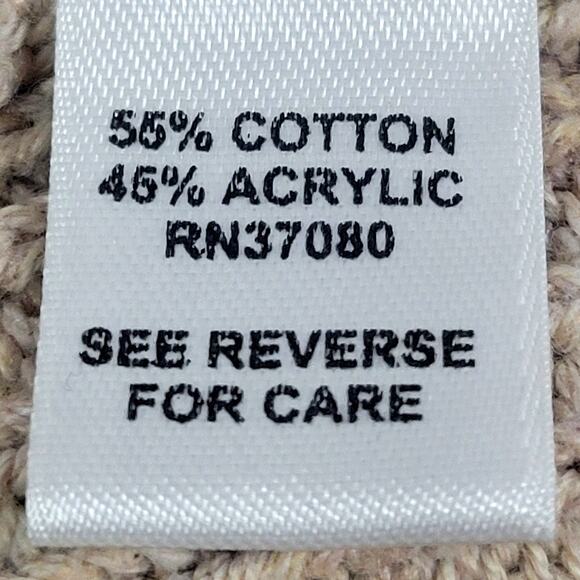 55% COTTON
45% ACRYLIC
RN37080
SEE REVERSE
FOR CARE